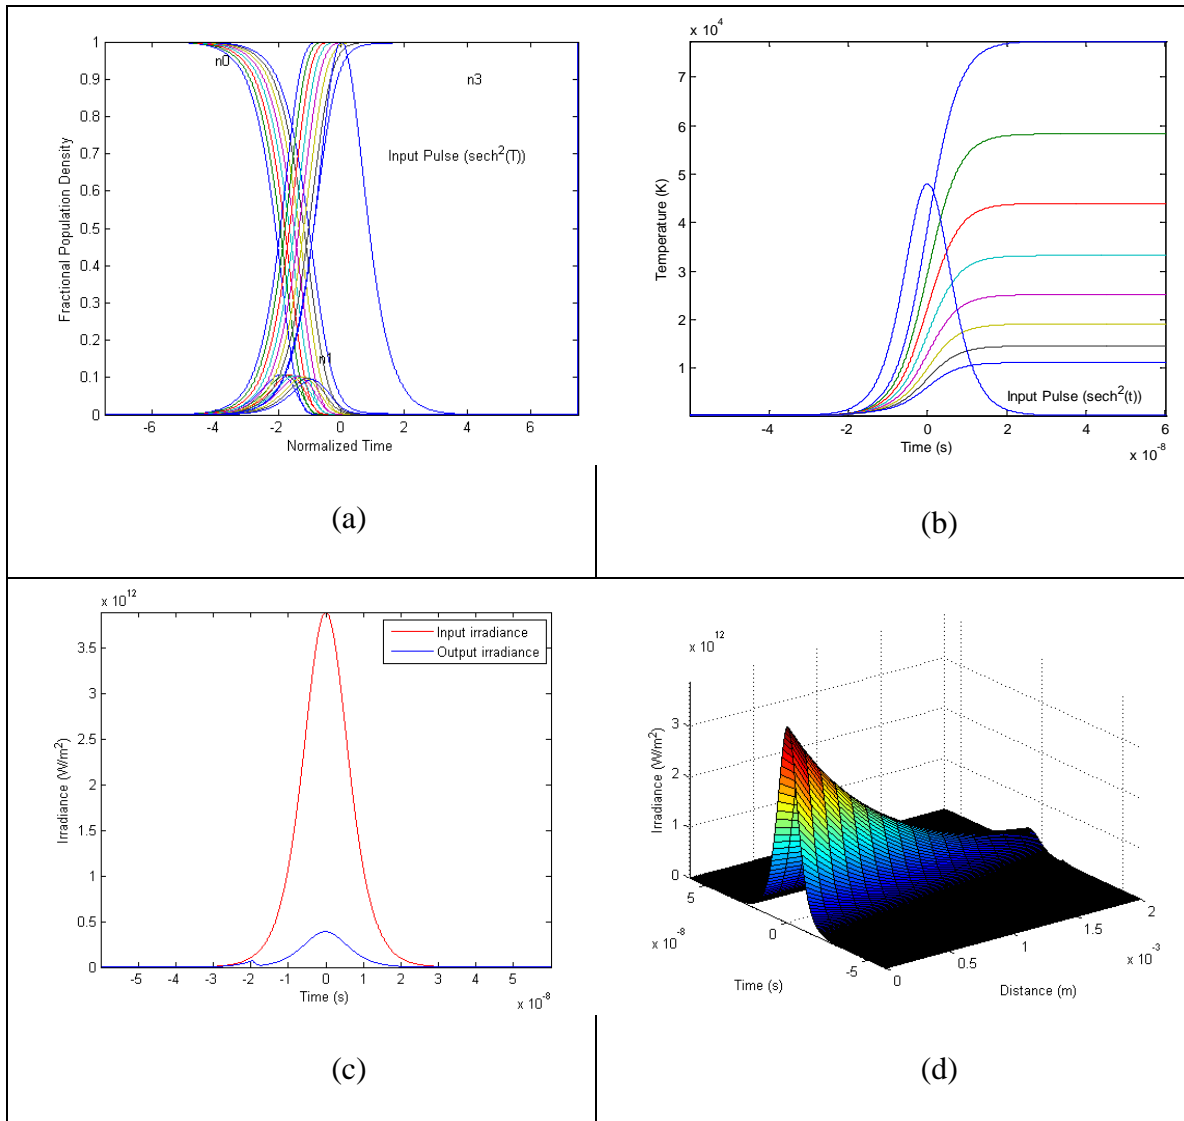 1
0.9
0.8
0.7
0.6
0.5
0.4
0.3
0.2
0.1
0
Fractional Population Density
n0
n3
Input Pulse (sech²(T))
n1
-6
-4
-2
0
2
4
6
Normalized Time
(a)
x 10⁴
7
6
5
4
3
2
1
Temperature (K)
Input Pulse (sech²(t))
-4
-2
0
2
4
6
Time (s)
x 10⁻⁸
(b)
x 10¹²
3.5
3
2.5
2
1.5
1
0.5
0
Irradiance (W/m²)
Input irradiance
Output irradiance
-5
-4
-3
-2
-1
0
1
2
3
4
5
Time (s)
x 10⁻⁸
(c)
x 10¹²
3
2
1
0
Irradiance (W/m²)
5
0
-5
x 10⁻⁸
Time (s)
0
0.5
1
1.5
2
x 10⁻³
Distance (m)
(d)